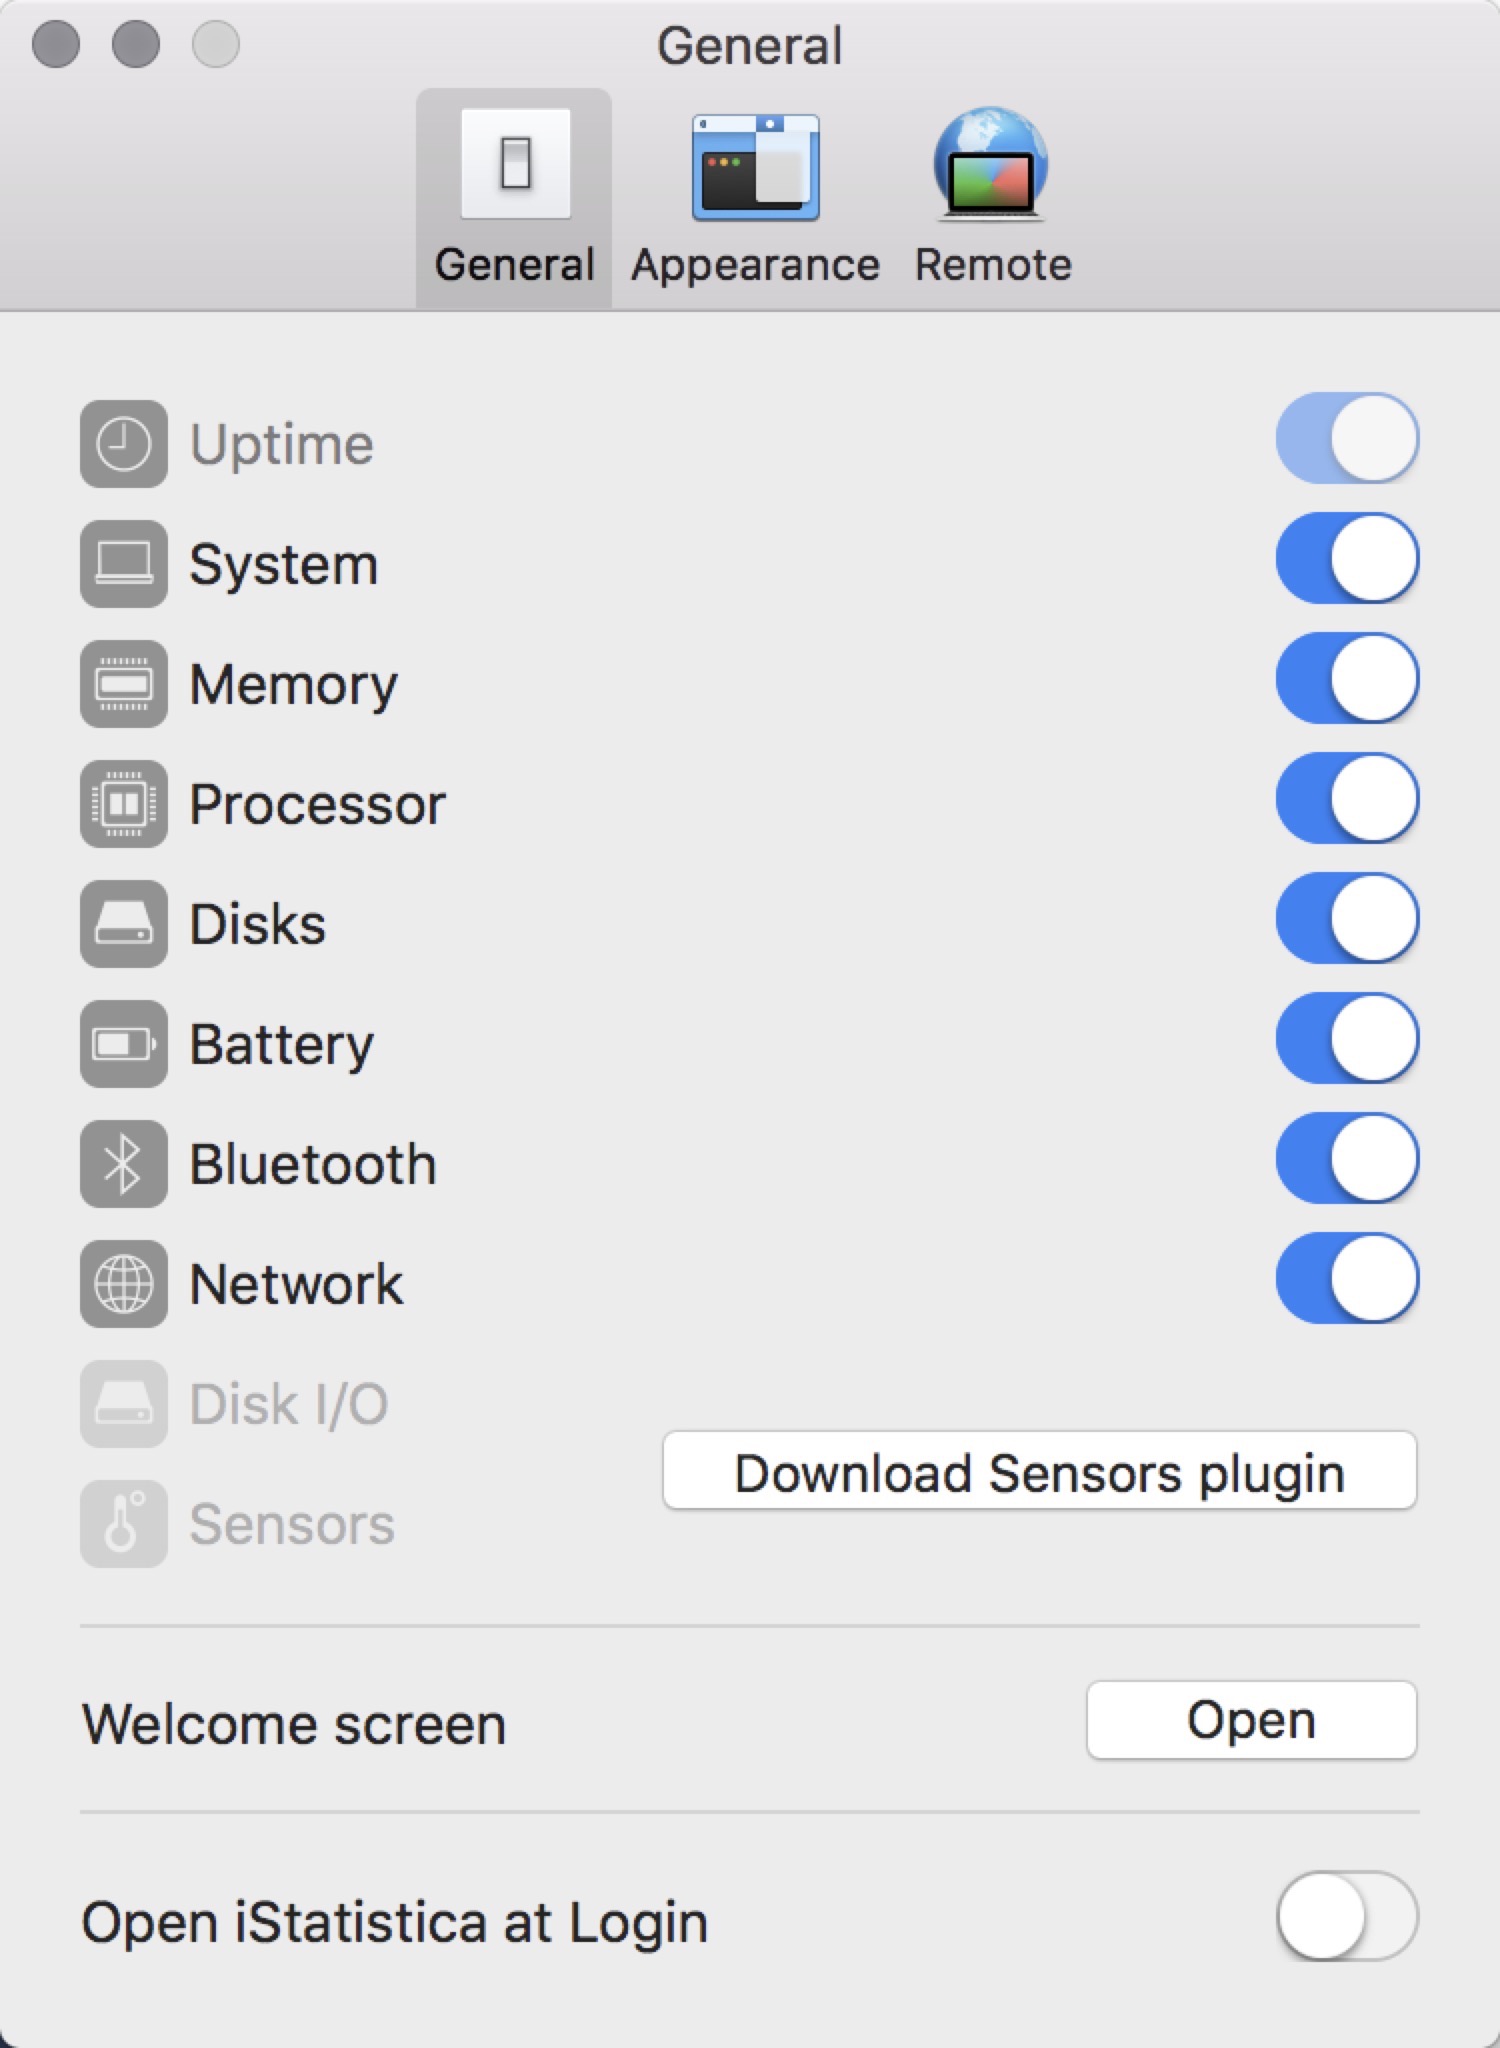 General
General Appearance Remote
Uptime
System
Memory
Processor
Disks
Battery
Bluetooth
Network
Disk I/O
Download Sensors plugin
Sensors
Welcome screen Open
Open iStatistica at Login